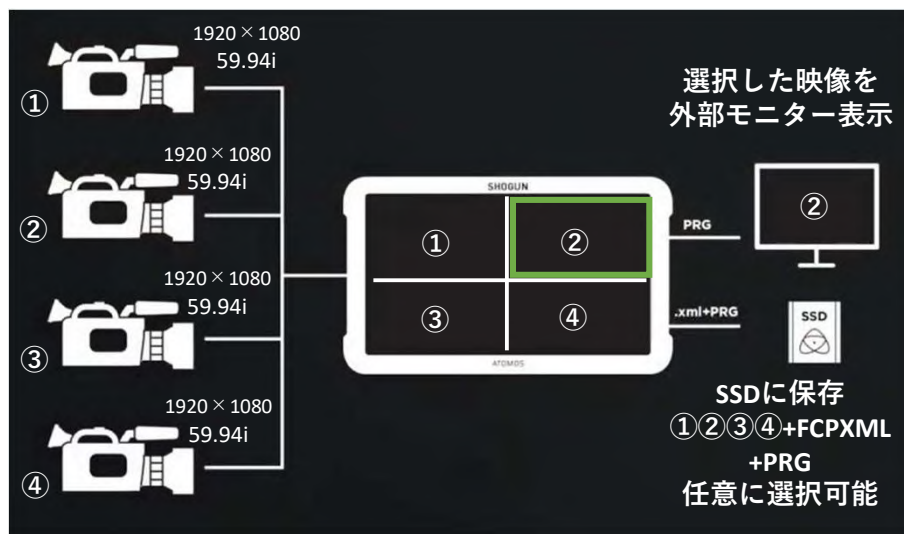 1920×1080
59.94i
①
1920×1080
59.94i
②
1920×1080
59.94i
③
1920×1080
59.94i
④
SHOGUN
①
②
③
④
ATOMOS
選択した映像を
外部モニター表示
PRG
②
.xml+PRG
SSD
SSDに保存
①②③④+FCPXML
+PRG
任意に選択可能